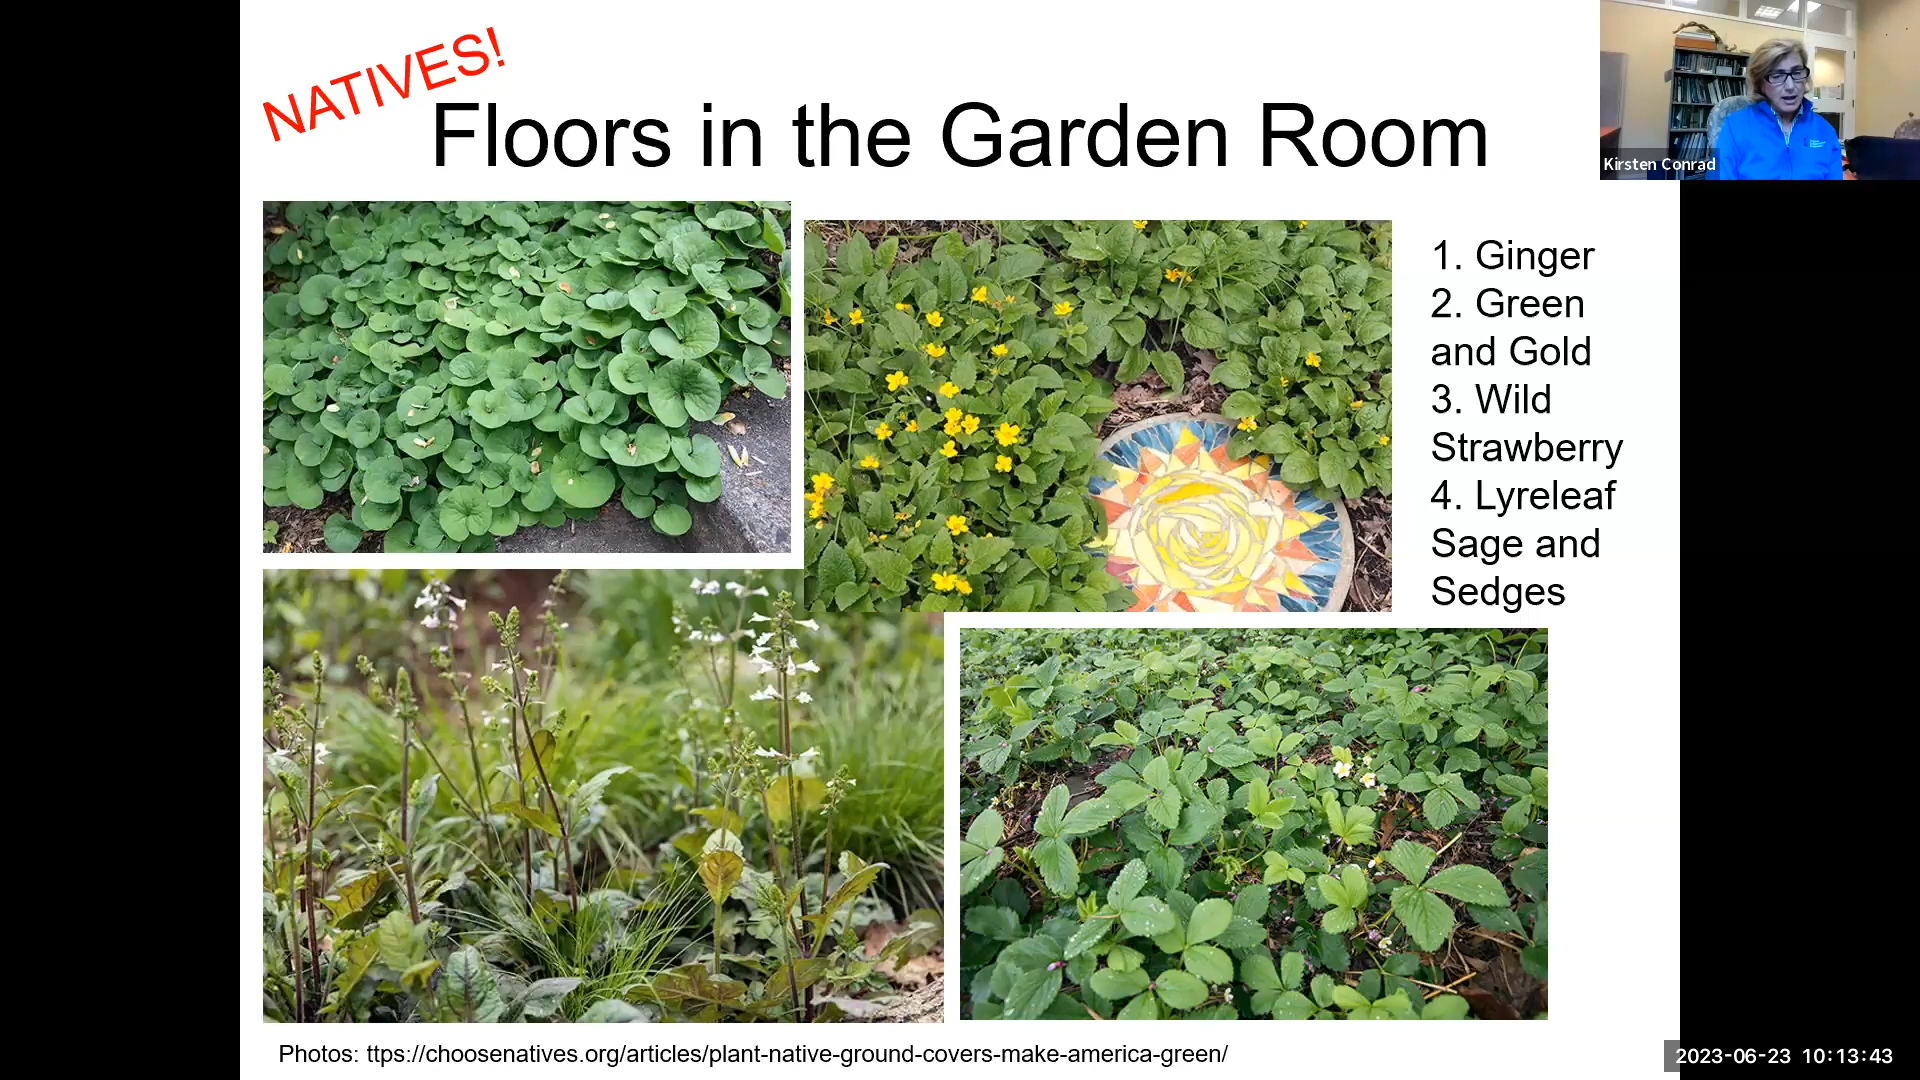 NATIVES!
Floors in the Garden Room
Kirsten Conrad
1. Ginger
2. Green
and Gold
3. Wild
Strawberry
4. Lyreleaf
Sage and
Sedges
Photos: ttps://choosenatives.org/articles/plant-native-ground-covers-make-america-green/
2023-06-23 10:13:43